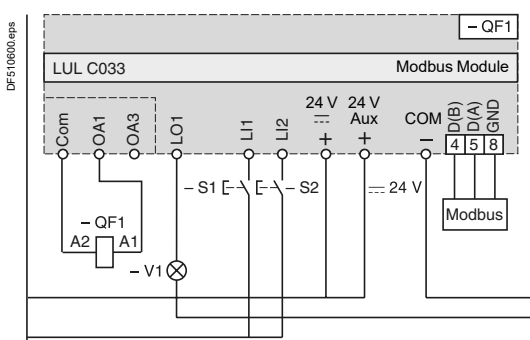 DF510600.eps
– QF1
LUL C033 Modbus Module
24 V 24 V
Aux
COM
Com OA1 OA3 LO1 LI1 LI2 + + – D(B) D(A) GND
4 5 8
– S1 – S2 24 V
– QF1
A2 A1
Modbus
– V1